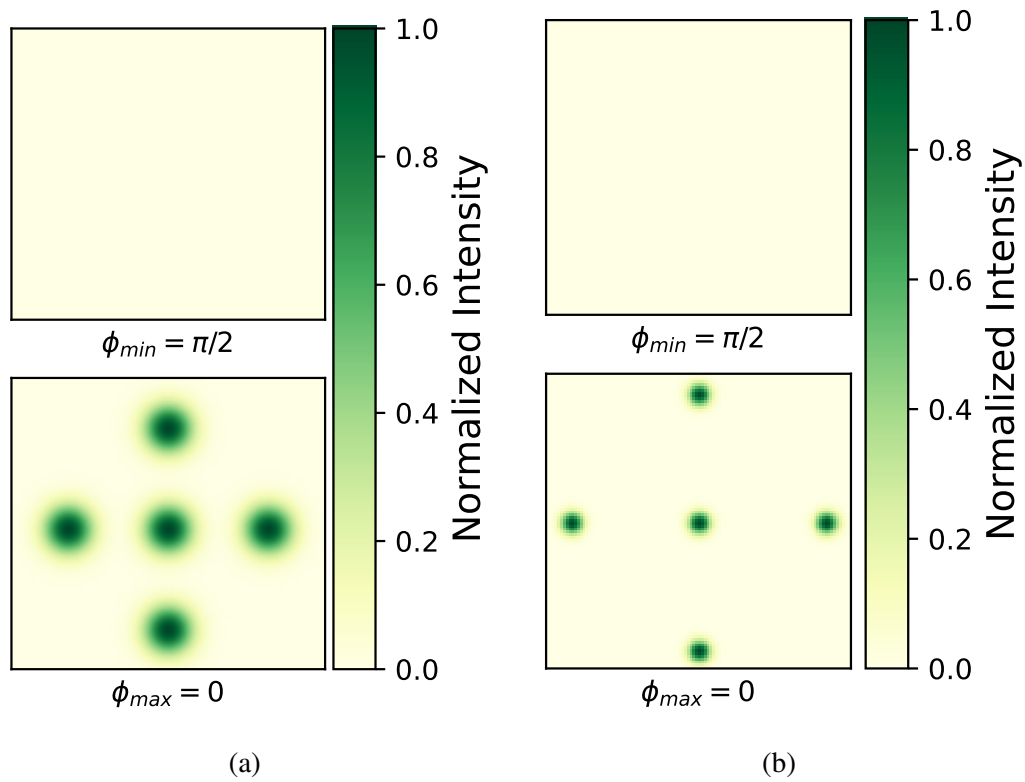 1.0
0.8
0.6
0.4
0.2
0.0
Normalized Intensity
ϕmin = π/2
ϕmax = 0
(a)
1.0
0.8
0.6
0.4
0.2
0.0
Normalized Intensity
ϕmin = π/2
ϕmax = 0
(b)